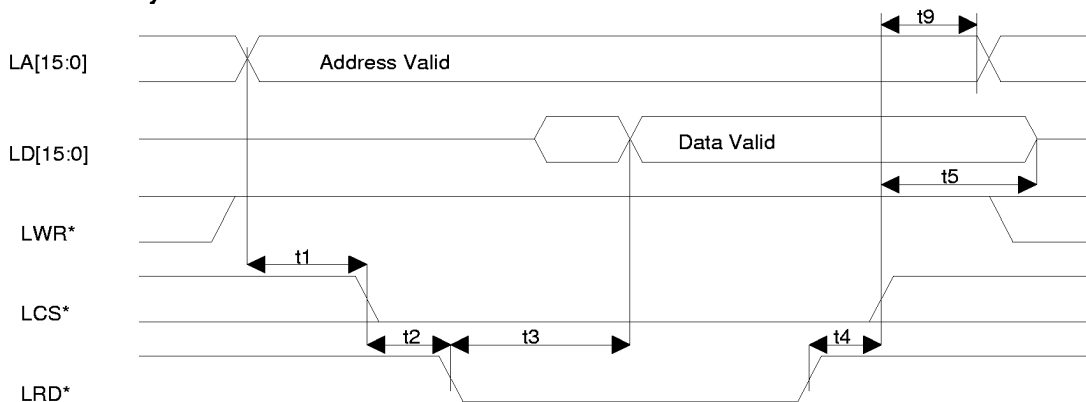 t9
LA[15:0]
Address Valid
LD[15:0]
Data Valid
t5
LWR*
t1
LCS*
t2
t3
t4
LRD*